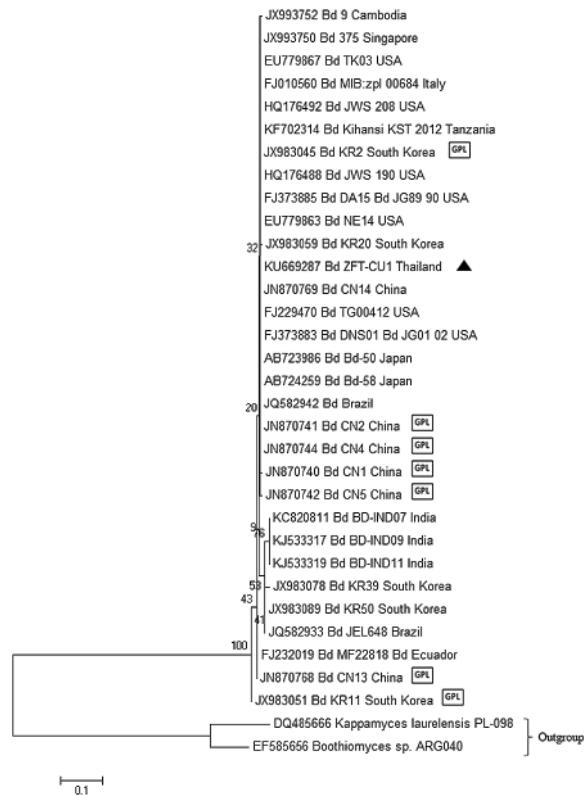 JX993752 Bd 9 Cambodia
JX993750 Bd 375 Singapore
EU779867 Bd TK03 USA
FJ010560 Bd MIB:zpl 00684 Italy
HQ176492 Bd JWS 208 USA
KF702314 Bd Kihansi KST 2012 Tanzania
JX983045 Bd KR2 South Korea GPL
HQ176488 Bd JWS 190 USA
FJ373885 Bd DA15 Bd JG89 90 USA
EU779863 Bd NE14 USA
32 JX983059 Bd KR20 South Korea
KU669287 Bd ZFT-CU1 Thailand
JN870769 Bd CN14 China
FJ229470 Bd TG00412 USA
FJ373883 Bd DNS01 Bd JG01 02 USA
AB723986 Bd Bd-50 Japan
AB724259 Bd Bd-58 Japan
20 JQ582942 Bd Brazil
JN870741 Bd CN2 China GPL
JN870744 Bd CN4 China GPL
JN870740 Bd CN1 China GPL
JN870742 Bd CN5 China GPL
KC820811 Bd BD-IND07 India
9 76 KJ533317 Bd BD-IND09 India
KJ533319 Bd BD-IND11 India
53 JX983078 Bd KR39 South Korea
43 JX983089 Bd KR50 South Korea
41 JQ582933 Bd JEL648 Brazil
100 FJ232019 Bd MF22818 Bd Ecuador
JN870768 Bd CN13 China GPL
JX983051 Bd KR11 South Korea GPL
DQ485666 Kappamyces laurelensis PL-098
Outgroup
EF585656 Boothiomyces sp. ARG040
0.1